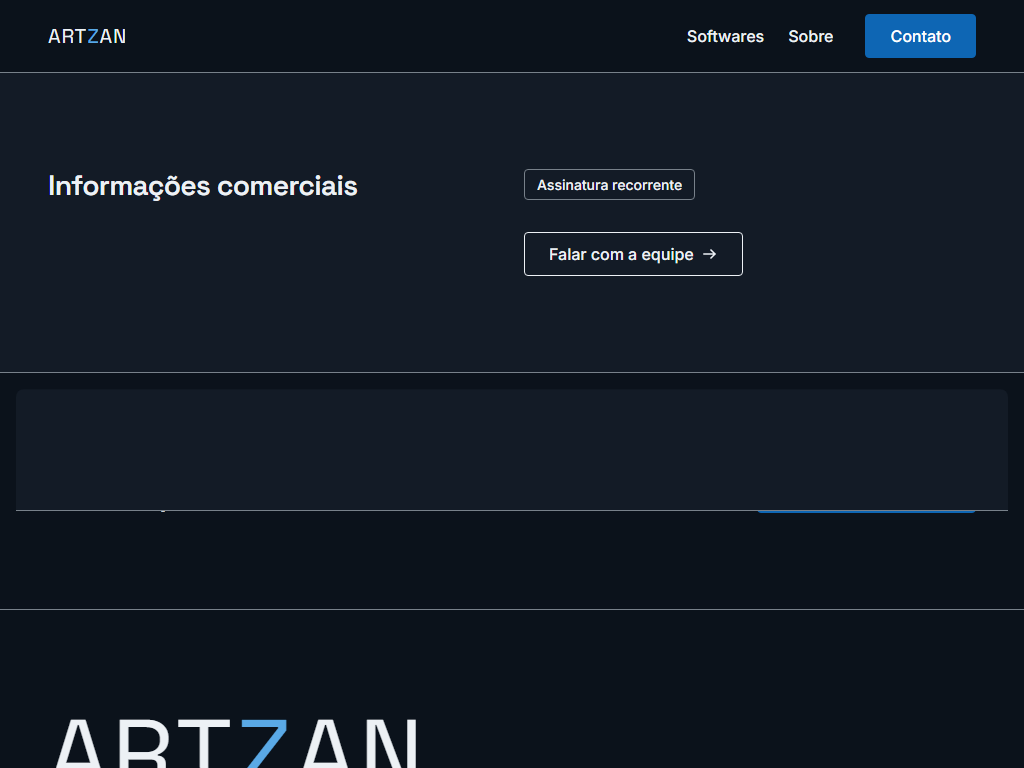 ARTZAN
Softwares
Sobre
Contato
Informações comerciais
Assinatura recorrente
Falar com a equipe →
ARTZAN